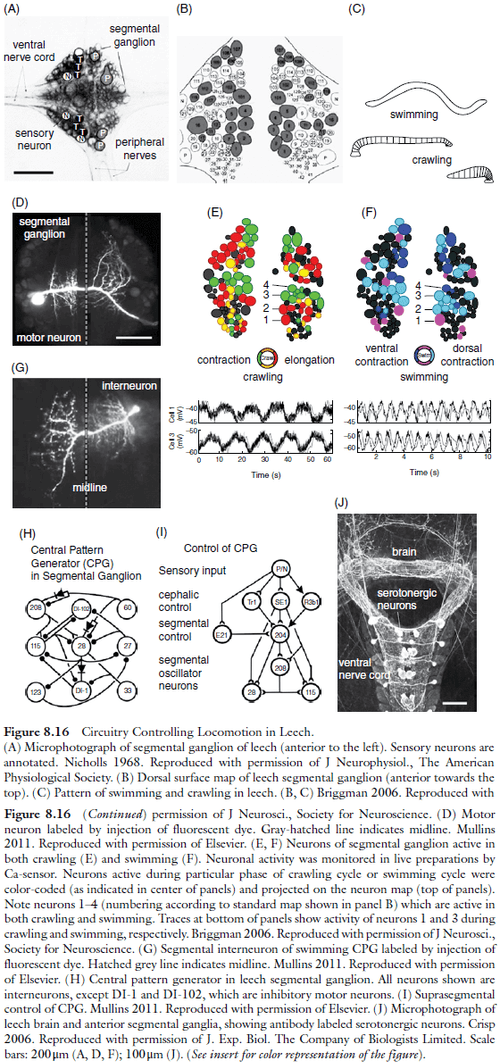 (A)
segmental
ganglion
ventral
nerve cord
sensory
neuron
peripheral
nerves
N
T
T
T
P
P
N
T
T
T
P
P
(B)
(C)
swimming
crawling
(D)
segmental
ganglion
motor neuron
(E)
4
3
2
1
contraction
Crawl
elongation
crawling
(F)
4
3
2
1
ventral
contraction
Swim
dorsal
contraction
swimming
Cell 1
(mV)
−40
−45
Cell 3
(mV)
−50
−60
0 10 20 30 40 50 60
Time (s)
−40
−45
−50
−60
2 4 6 8 10
Time (s)
(G)
interneuron
midline
(H)
Central Pattern
Generator (CPG)
in Segmental Ganglion
208
DI-102
60
115
28
27
123
DI-1
33
(I)
Control of CPG
Sensory input
P/N
cephalic
control
Tr1
SE1
R3b1
segmental
control
E21
204
segmental
oscillator
neurons
208
28
115
(J)
brain
serotonergic
neurons
ventral
nerve cord
Figure 8.16 Circuitry Controlling Locomotion in Leech.
(A) Microphotograph of segmental ganglion of leech (anterior to the left). Sensory neurons are
annotated. Nicholls 1968. Reproduced with permission of J Neurophysiol., The American
Physiological Society. (B) Dorsal surface map of leech segmental ganglion (anterior towards the
top). (C) Pattern of swimming and crawling in leech. (B, C) Briggman 2006. Reproduced with
Figure 8.16 (Continued) permission of J Neurosci., Society for Neuroscience. (D) Motor
neuron labeled by injection of fluorescent dye. Gray-hatched line indicates midline. Mullins
2011. Reproduced with permission of Elsevier. (E, F) Neurons of segmental ganglion active in
both crawling (E) and swimming (F). Neuronal activity was monitored in live preparations by
Ca-sensor. Neurons active during particular phase of crawling cycle or swimming cycle were
color-coded (as indicated in center of panels) and projected on the neuron map (top of panels).
Note neurons 1–4 (numbering according to standard map shown in panel B) which are active in
both crawling and swimming. Traces at bottom of panels show activity of neurons 1 and 3 during
crawling and swimming, respectively. Briggman 2006. Reproduced with permission of J Neurosci.,
Society for Neuroscience. (G) Segmental interneuron of swimming CPG labeled by injection of
fluorescent dye. Hatched grey line indicates midline. Mullins 2011. Reproduced with permission
of Elsevier. (H) Central pattern generator in leech segmental ganglion. All neurons shown are
interneurons, except DI-1 and DI-102, which are inhibitory motor neurons. (I) Suprasegmental
control of CPG. Mullins 2011. Reproduced with permission of Elsevier. (J) Microphotograph of
leech brain and anterior segmental ganglia, showing antibody labeled serotonergic neurons. Crisp
2006. Reproduced with permission of J. Exp. Biol. The Company of Biologists Limited. Scale
bars: 200μm (A, D, F); 100μm (J). (See insert for color representation of the figure).